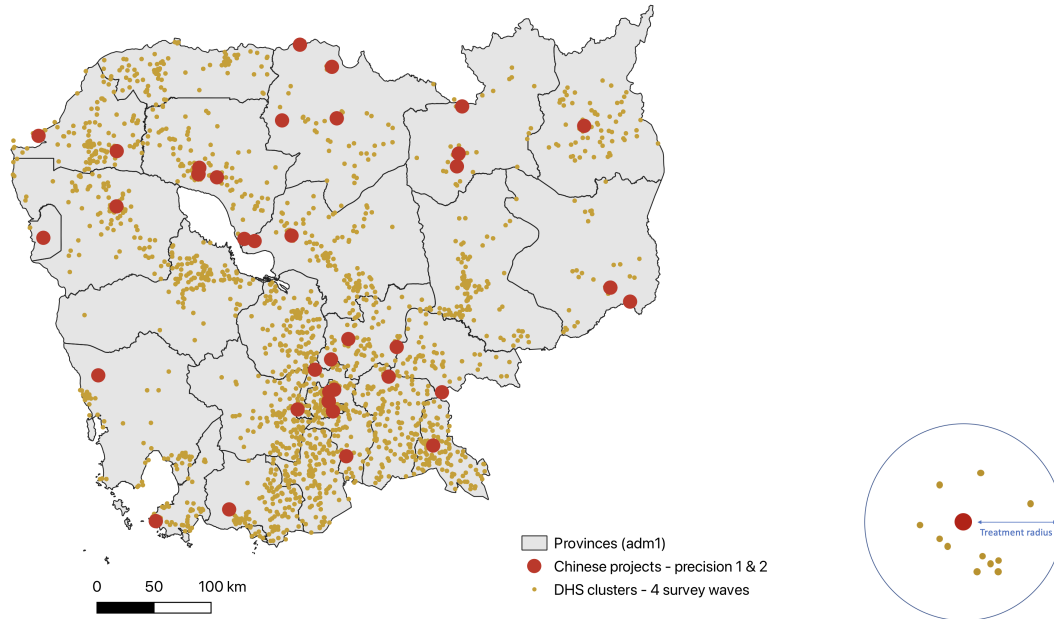 Treatment radius
Provinces (adm1)
Chinese projects - precision 1 & 2
DHS clusters - 4 survey waves
0 50 100 km